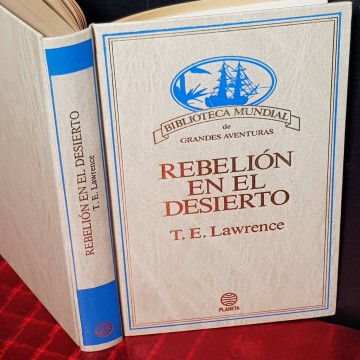 REBELIÓN EN EL DESIERTO
T. E. Lawrence
BIBLIOTECA MUNDIAL
de
GRANDES AVENTURAS
REBELIÓN
EN EL
DESIERTO
T. E. Lawrence
PLANETA